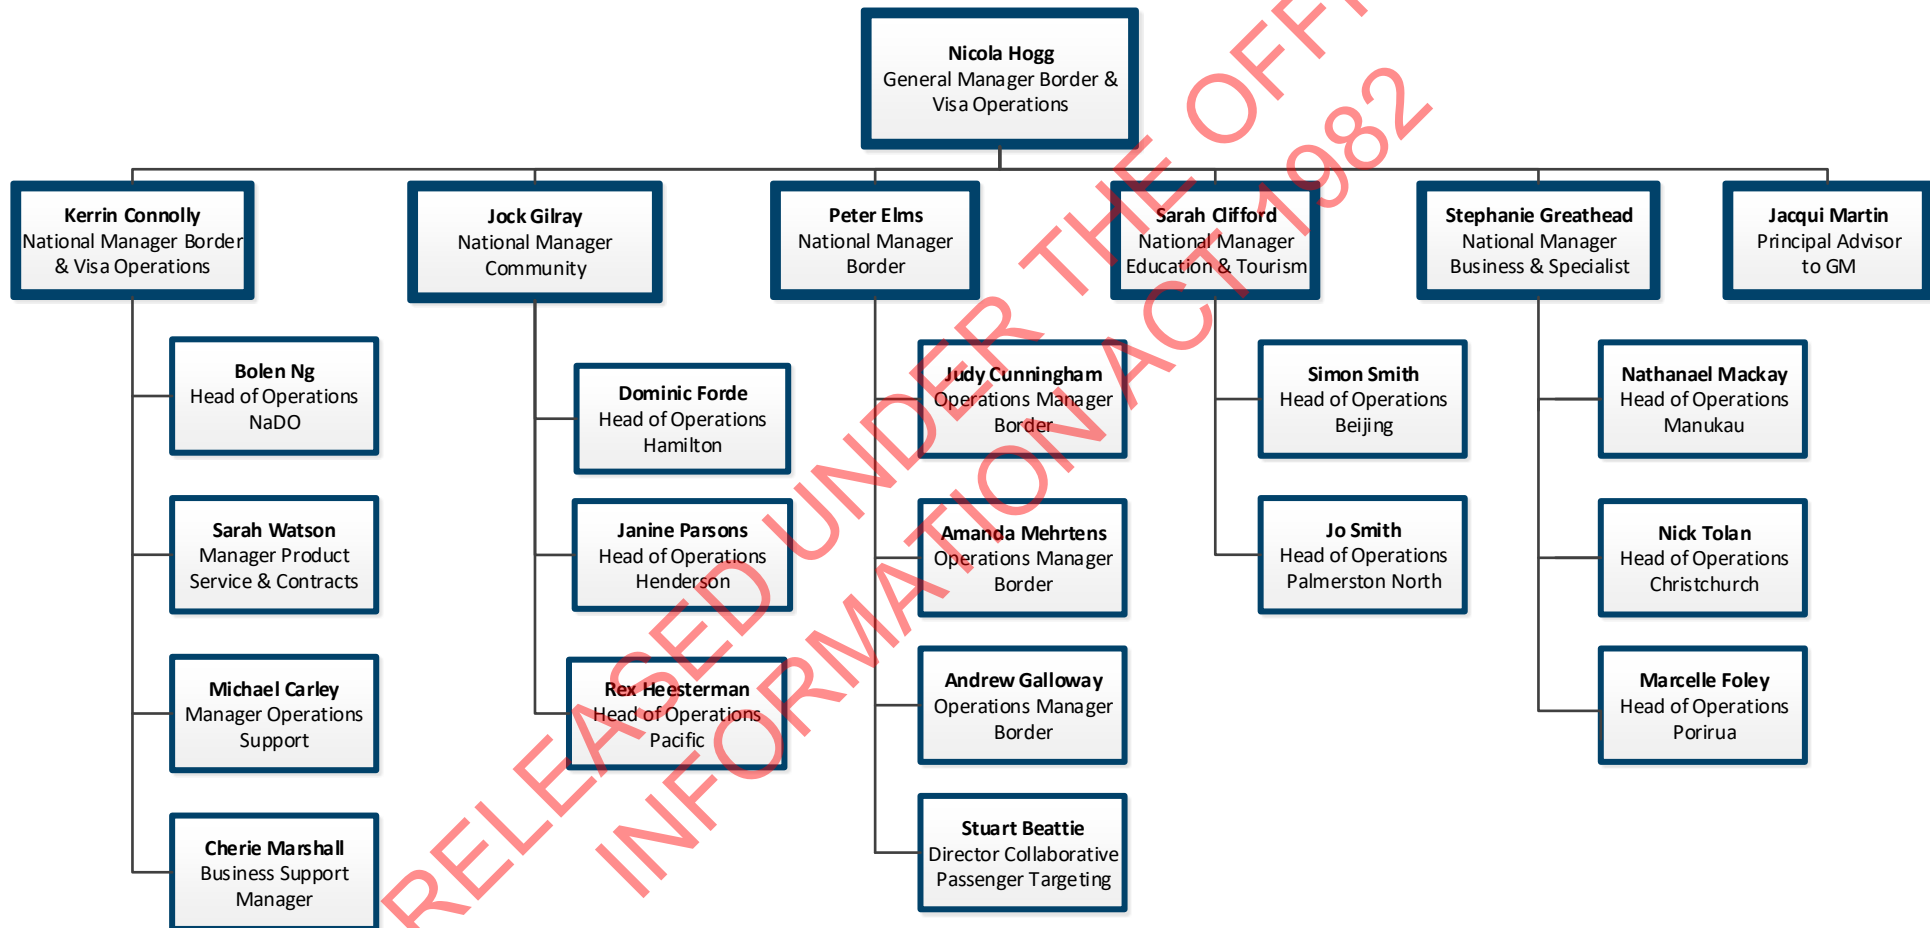 Nicola Hogg
General Manager Border &
Visa Operations
Kerrin Connolly
National Manager Border
& Visa Operations
Jock Gilray
National Manager
Community
Peter Elms
National Manager
Border
Sarah Clifford
National Manager
Education & Tourism
Stephanie Greathead
National Manager
Business & Specialist
Jacqui Martin
Principal Advisor
to GM
Bolen Ng
Head of Operations
NaDO
Sarah Watson
Manager Product
Service & Contracts
Michael Carley
Manager Operations
Support
Cherie Marshall
Business Support
Manager
Dominic Forde
Head of Operations
Hamilton
Janine Parsons
Head of Operations
Henderson
Rex Heesterman
Head of Operations
Pacific
Judy Cunningham
Operations Manager
Border
Amanda Mehrtens
Operations Manager
Border
Andrew Galloway
Operations Manager
Border
Stuart Beattie
Director Collaborative
Passenger Targeting
Simon Smith
Head of Operations
Beijing
Jo Smith
Head of Operations
Palmerston North
Nathanael Mackay
Head of Operations
Manukau
Nick Tolan
Head of Operations
Christchurch
Marcelle Foley
Head of Operations
Porirua
RELEASED UNDER THE
INFORMATION ACT 1982